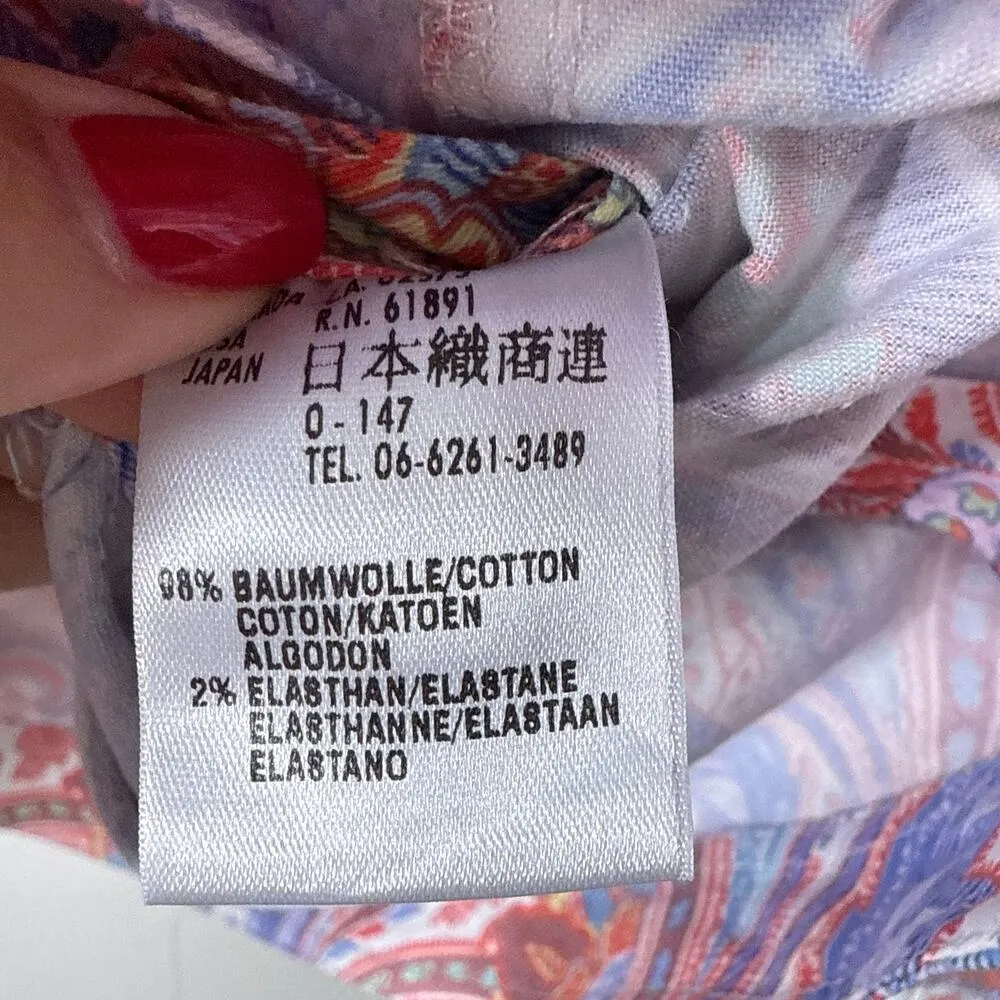 R.N. 61891
JAPAN 日本織商連
0-147
TEL. 06-6261-3489
98% BAUMWOLLE/COTTON
COTON/KATOEN
ALGODON
2% ELASTHAN/ELASTANE
ELASTHANNE/ELASTAAN
ELASTANO